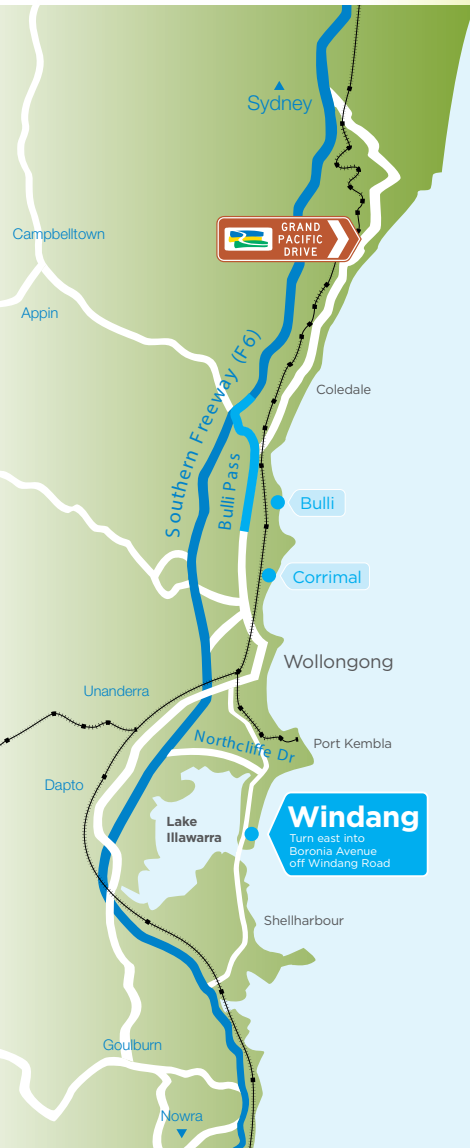 Sydney
GRAND
PACIFIC
DRIVE
Campbelltown
Appin
Southern Freeway (F6)
Coledale
Bulli Pass
Bulli
Corrimal
Wollongong
Unanderra
Northcliffe Dr
Port Kembla
Dapto
Lake
Illawarra
Windang
Turn east into
Boronia Avenue
off Windang Road
Shellharbour
Goulburn
Nowra